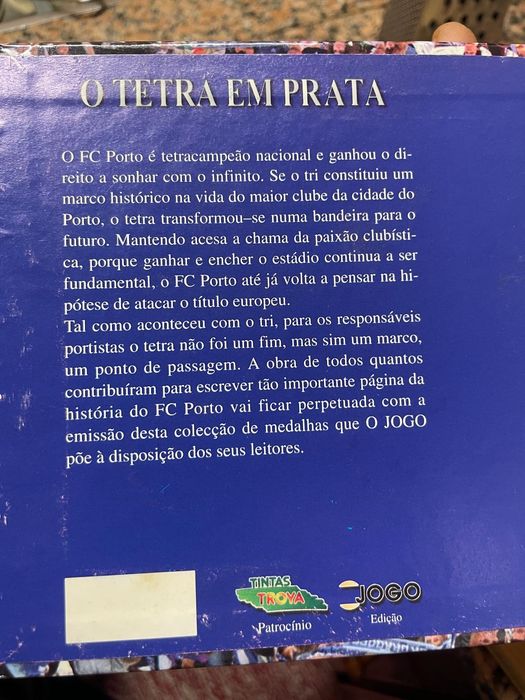 O TETRA EM PRATA
O FC Porto é tetracampeão nacional e ganhou o di-
reito a sonhar com o infinito. Se o tri constituiu um
marco histórico na vida do maior clube da cidade do
Porto, o tetra transformou–se numa bandeira para o
futuro. Mantendo acesa a chama da paixão clubísti-
ca, porque ganhar e encher o estádio continua a ser
fundamental, o FC Porto até já volta a pensar na hi-
pótese de atacar o título europeu.
Tal como aconteceu com o tri, para os responsáveis
portistas o tetra não foi um fim, mas sim um marco,
um ponto de passagem. A obra de todos quantos
contribuíram para escrever tão importante página da
história do FC Porto vai ficar perpetuada com a
emissão desta colecção de medalhas que O JOGO
põe à disposição dos seus leitores.
TINTAS
TROVA
Patrocínio
O JOGO
Edição